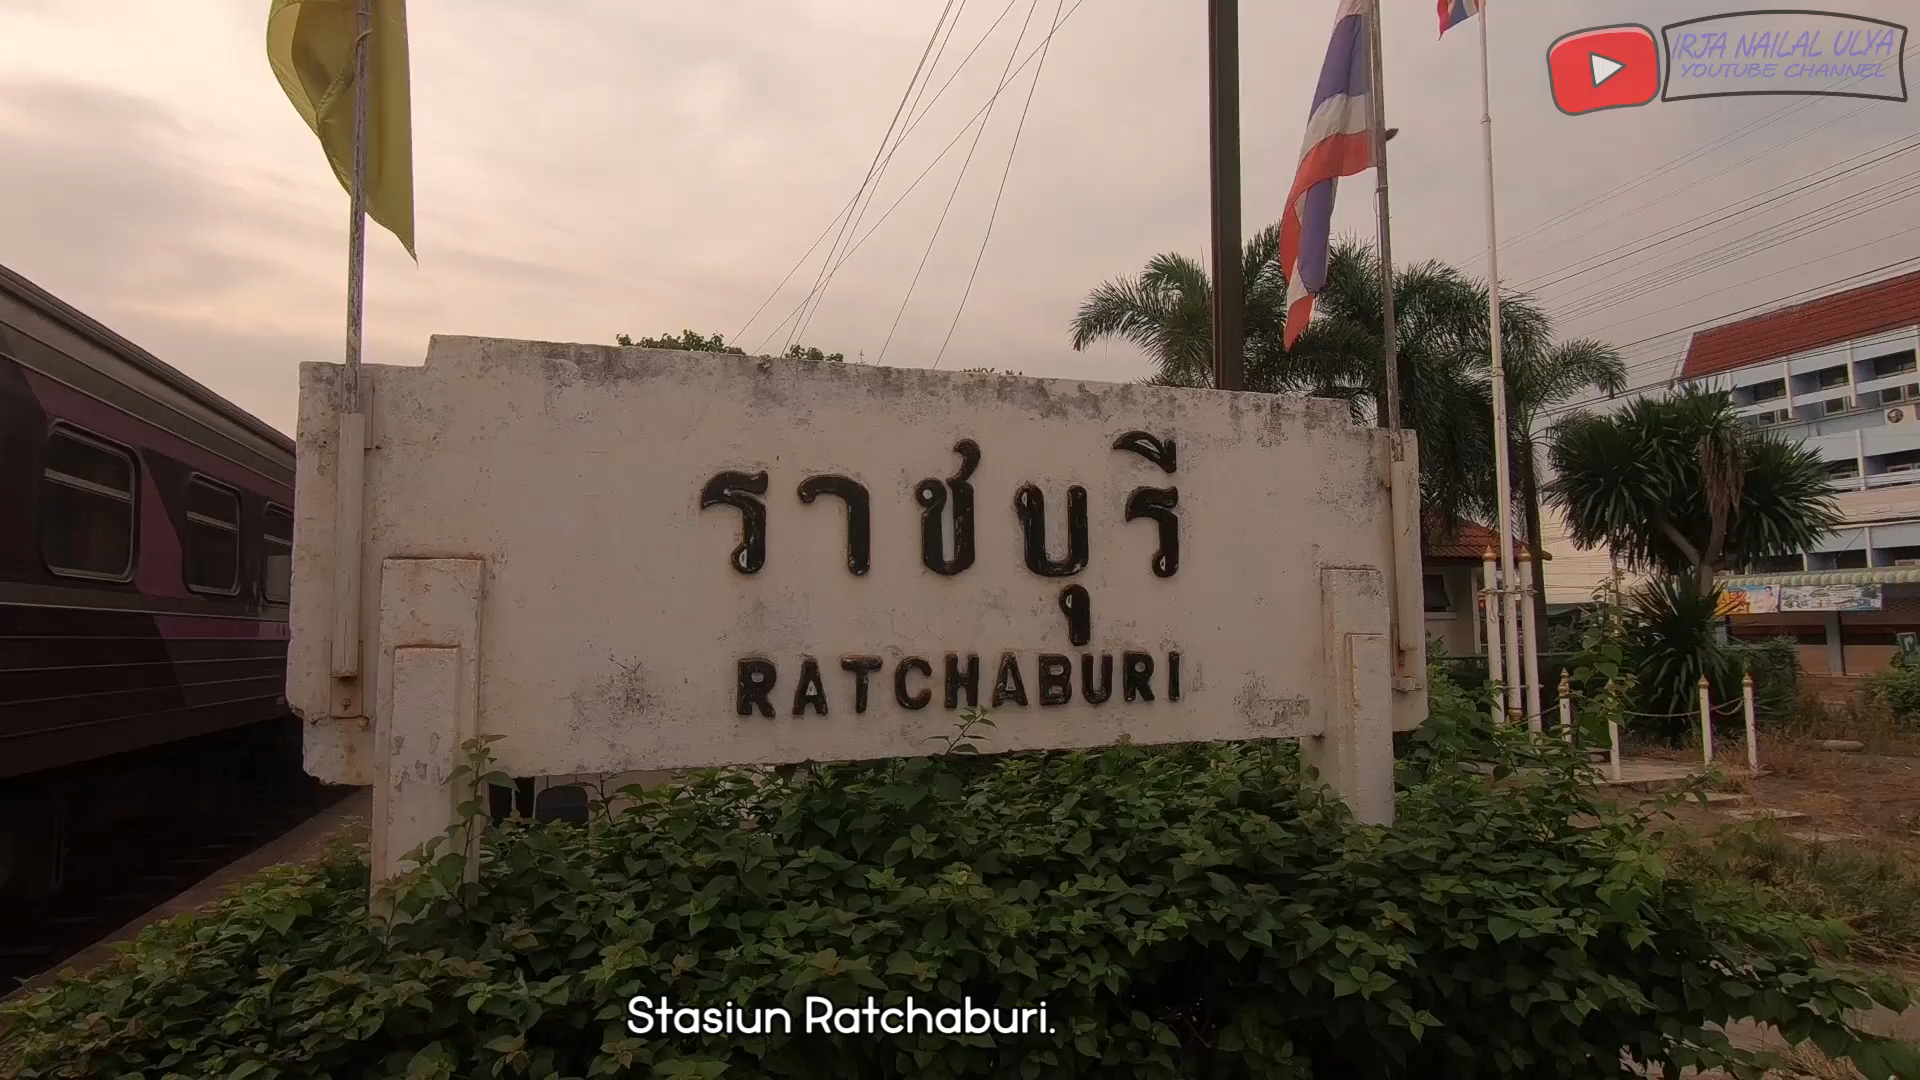 IRJA NAILAL ULYA
YOUTUBE CHANNEL
ราชบุรี
RATCHABURI
Stasiun Ratchaburi.